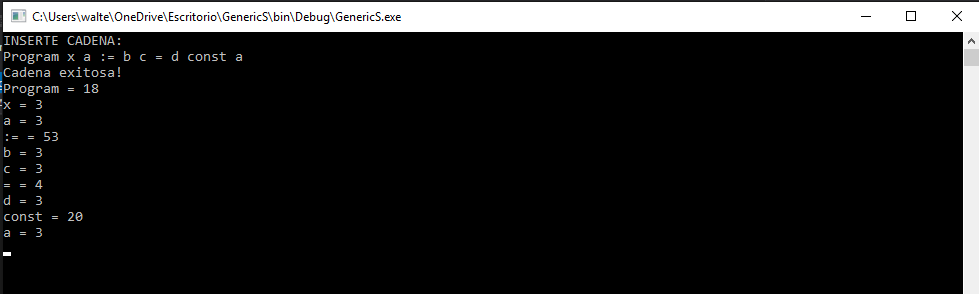 C:\Users\walte\OneDrive\Escritorio\GenericS\bin\Debug\GenericS.exe
INSERTE CADENA:
Program x a := b c = d const a
Cadena exitosa!
Program = 18
x = 3
a = 3
:= = 53
b = 3
c = 3
= = 4
d = 3
const = 20
a = 3